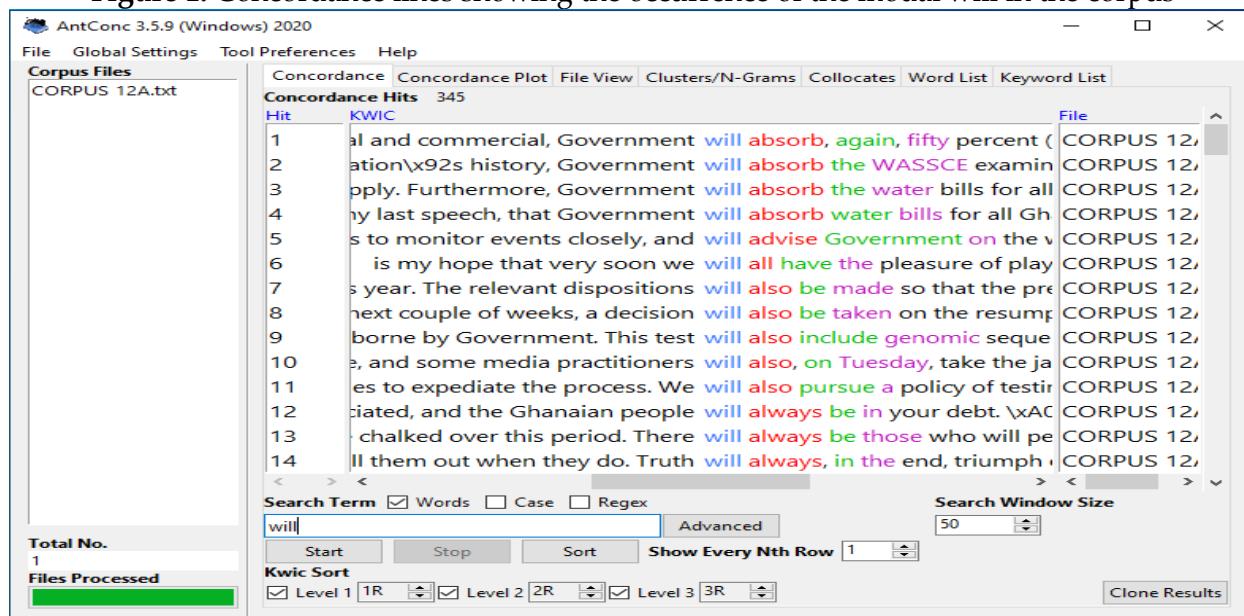 AntConc 3.5.9 (Windows) 2020
File Global Settings Tool Preferences Help
Corpus Files
CORPUS 12A.txt
Concordance Concordance Plot File View Clusters/N-Grams Collocates Word List Keyword List
Concordance Hits 345
Hit KWIC File
1 al and commercial, Government will absorb, again, fifty percent ( CORPUS 12
2 ation\x92s history, Government will absorb the WASSCE examin CORPUS 12
3 pply. Furthermore, Government will absorb the water bills for all CORPUS 12
4 ny last speech, that Government will absorb water bills for all Gh CORPUS 12
5 s to monitor events closely, and will advise Government on the CORPUS 12
6 is my hope that very soon we will all have the pleasure of play CORPUS 12
7 s year. The relevant dispositions will also be made so that the pre CORPUS 12
8 next couple of weeks, a decision will also be taken on the resump CORPUS 12
9 borne by Government. This test will also include genomic seque CORPUS 12
10 e, and some media practitioners will also, on Tuesday, take the ja CORPUS 12
11 es to expediate the process. We will also pursue a policy of testin CORPUS 12
12 ciated, and the Ghanaian people will always be in your debt. \xA0 CORPUS 12
13 chalked over this period. There will always be those who will pe CORPUS 12
14 ll them out when they do. Truth will always, in the end, triumph CORPUS 12
Search Term Words Case Regex Search Window Size
will Advanced 50
Start Stop Sort Show Every Nth Row 1
Total No.
1
Files Processed
Kwic Sort
Level 1 1R Level 2 2R Level 3 3R Clone Results